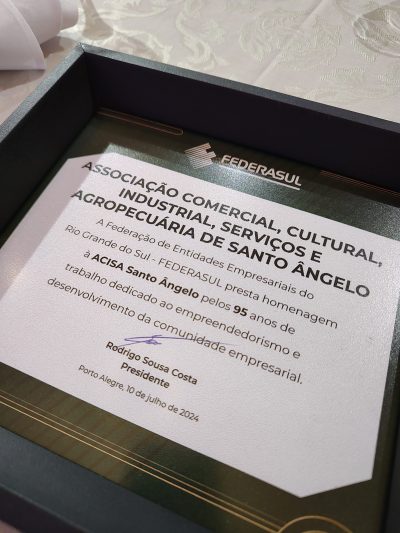 FEDERASUL
ASSOCIAÇÃO COMERCIAL, CULTURAL,
INDUSTRIAL, SERVIÇOS E
AGROPECUÁRIA DE SANTO ÂNGELO
A Federação de Entidades Empresariais do
Rio Grande do Sul - FEDERASUL presta homenagem
à ACISA Santo Ângelo pelos 95 anos de
trabalho dedicado ao empreendedorismo e
desenvolvimento da comunidade empresarial.
Rodrigo Sousa Costa
Presidente
Porto Alegre, 10 de julho de 2024